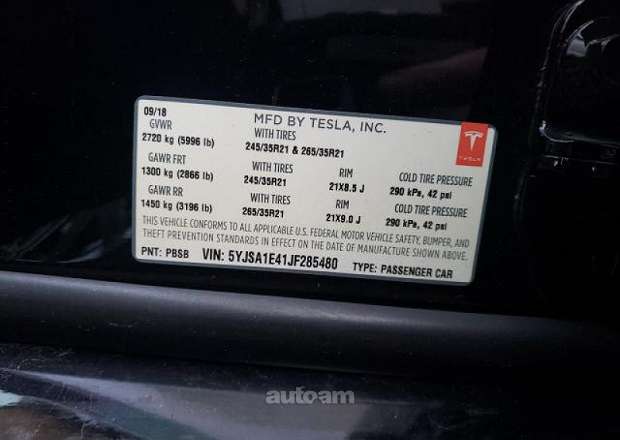 09/18
MFD BY TESLA, INC.
GVWR
WITH TIRES
2720 kg (5996 lb)
245/35R21 & 265/35R21
TESLA
GAWR FRT
WITH TIRES
RIM
COLD TIRE PRESSURE
1300 kg (2866 lb)
245/35R21
21X8.5 J
290 kPa, 42 psi
GAWR RR
WITH TIRES
RIM
COLD TIRE PRESSURE
1450 kg (3196 lb)
265/35R21
21X9.0 J
290 kPa, 42 psi
THIS VEHICLE CONFORMS TO ALL APPLICABLE U.S. FEDERAL MOTOR VEHICLE SAFETY, BUMPER, AND
THEFT PREVENTION STANDARDS IN EFFECT ON THE DATE OF MANUFACTURE SHOWN ABOVE.
PNT: PBSB VIN: 5YJSA1E41JF285480 TYPE: PASSENGER CAR
autoam